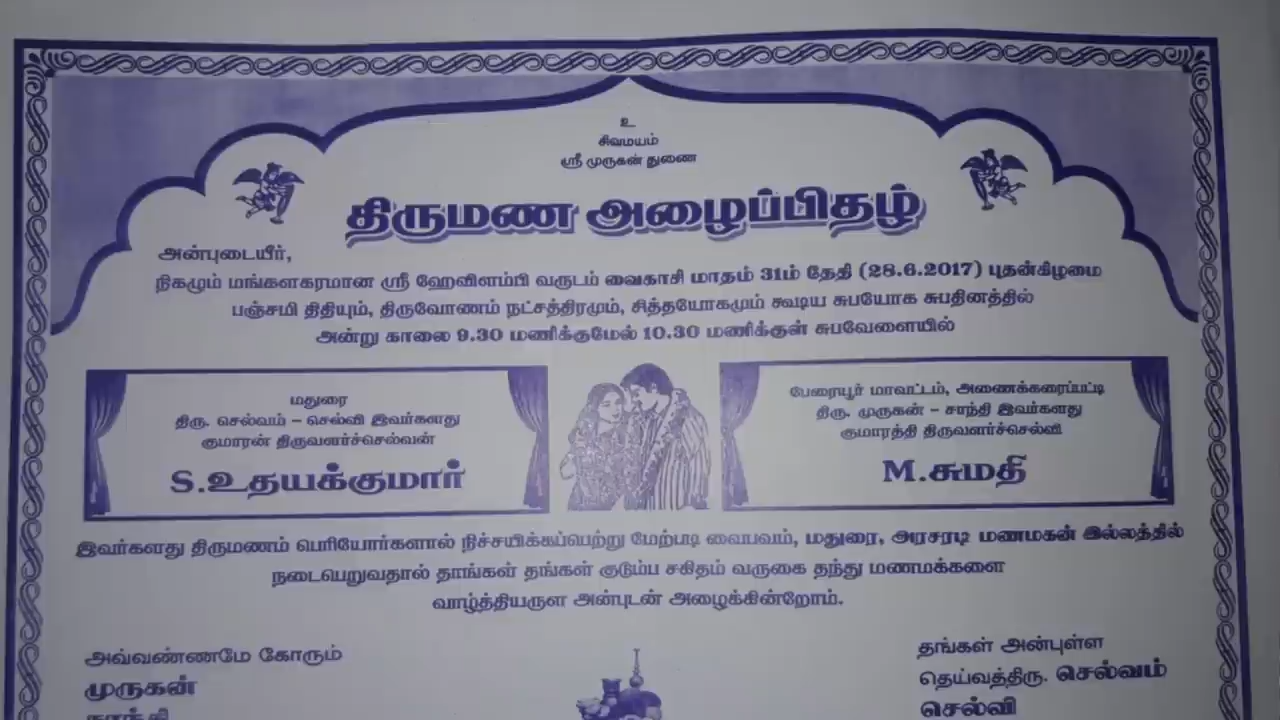 உ
சிவமயம்
ஸ்ரீ முருகன் துணை
திருமண அழைப்பிதழ்
அன்புடையீர்,
நிகழும் மங்களகரமான ஸ்ரீ ஹேவிளம்பி வருடம் வைகாசி மாதம் 31ம் தேதி (28.6.2017) புதன்கிழமை
பஞ்சமி திதியும், திருவோணம் நட்சத்திரமும், சித்தயோகமும் கூடிய சுபயோக சுபதினத்தில்
அன்று காலை 9.30 மணிக்குமேல் 10.30 மணிக்குள் சுபவேளையில்
மதுரை
திரு. செல்வம் – செல்வி இவர்களது
குமாரன் திருவளர்ச்செல்வன்
S.உதயக்குமார்
பேரையூர் மாவட்டம், அணைக்கரைப்பட்டி
திரு. முருகன் – சாந்தி இவர்களது
குமாரத்தி திருவளர்ச்செல்வி
M.சுமதி
இவர்களது திருமணம் பெரியோர்களால் நிச்சயிக்கப்பெற்று மேற்படி வைபவம், மதுரை, அரசரடி மணமகன் இல்லத்தில்
நடைபெறுவதால் தாங்கள் தங்கள் குடும்ப சகிதம் வருகை தந்து மணமக்களை
வாழ்த்தியருள அன்புடன் அழைக்கின்றோம்.
அவ்வண்ணமே கோரும்
முருகன்
தங்கள் அன்புள்ள
தெய்வத்திரு. செல்வம்
செல்வி